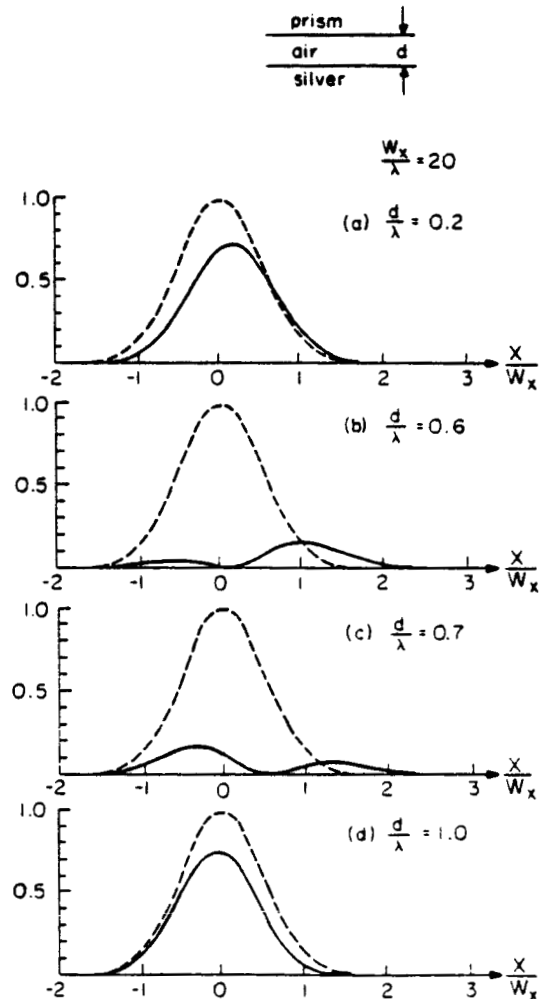 prism
air d
silver
Wx/λ = 20
(a) d/λ = 0.2
1.0
0.5
-2 -1 0 1 2 3 X/Wx
(b) d/λ = 0.6
1.0
0.5
-2 -1 0 1 2 3 X/Wx
(c) d/λ = 0.7
1.0
0.5
-2 -1 0 1 2 3 X/Wx
(d) d/λ = 1.0
1.0
0.5
-2 -1 0 1 2 3 X/Wx